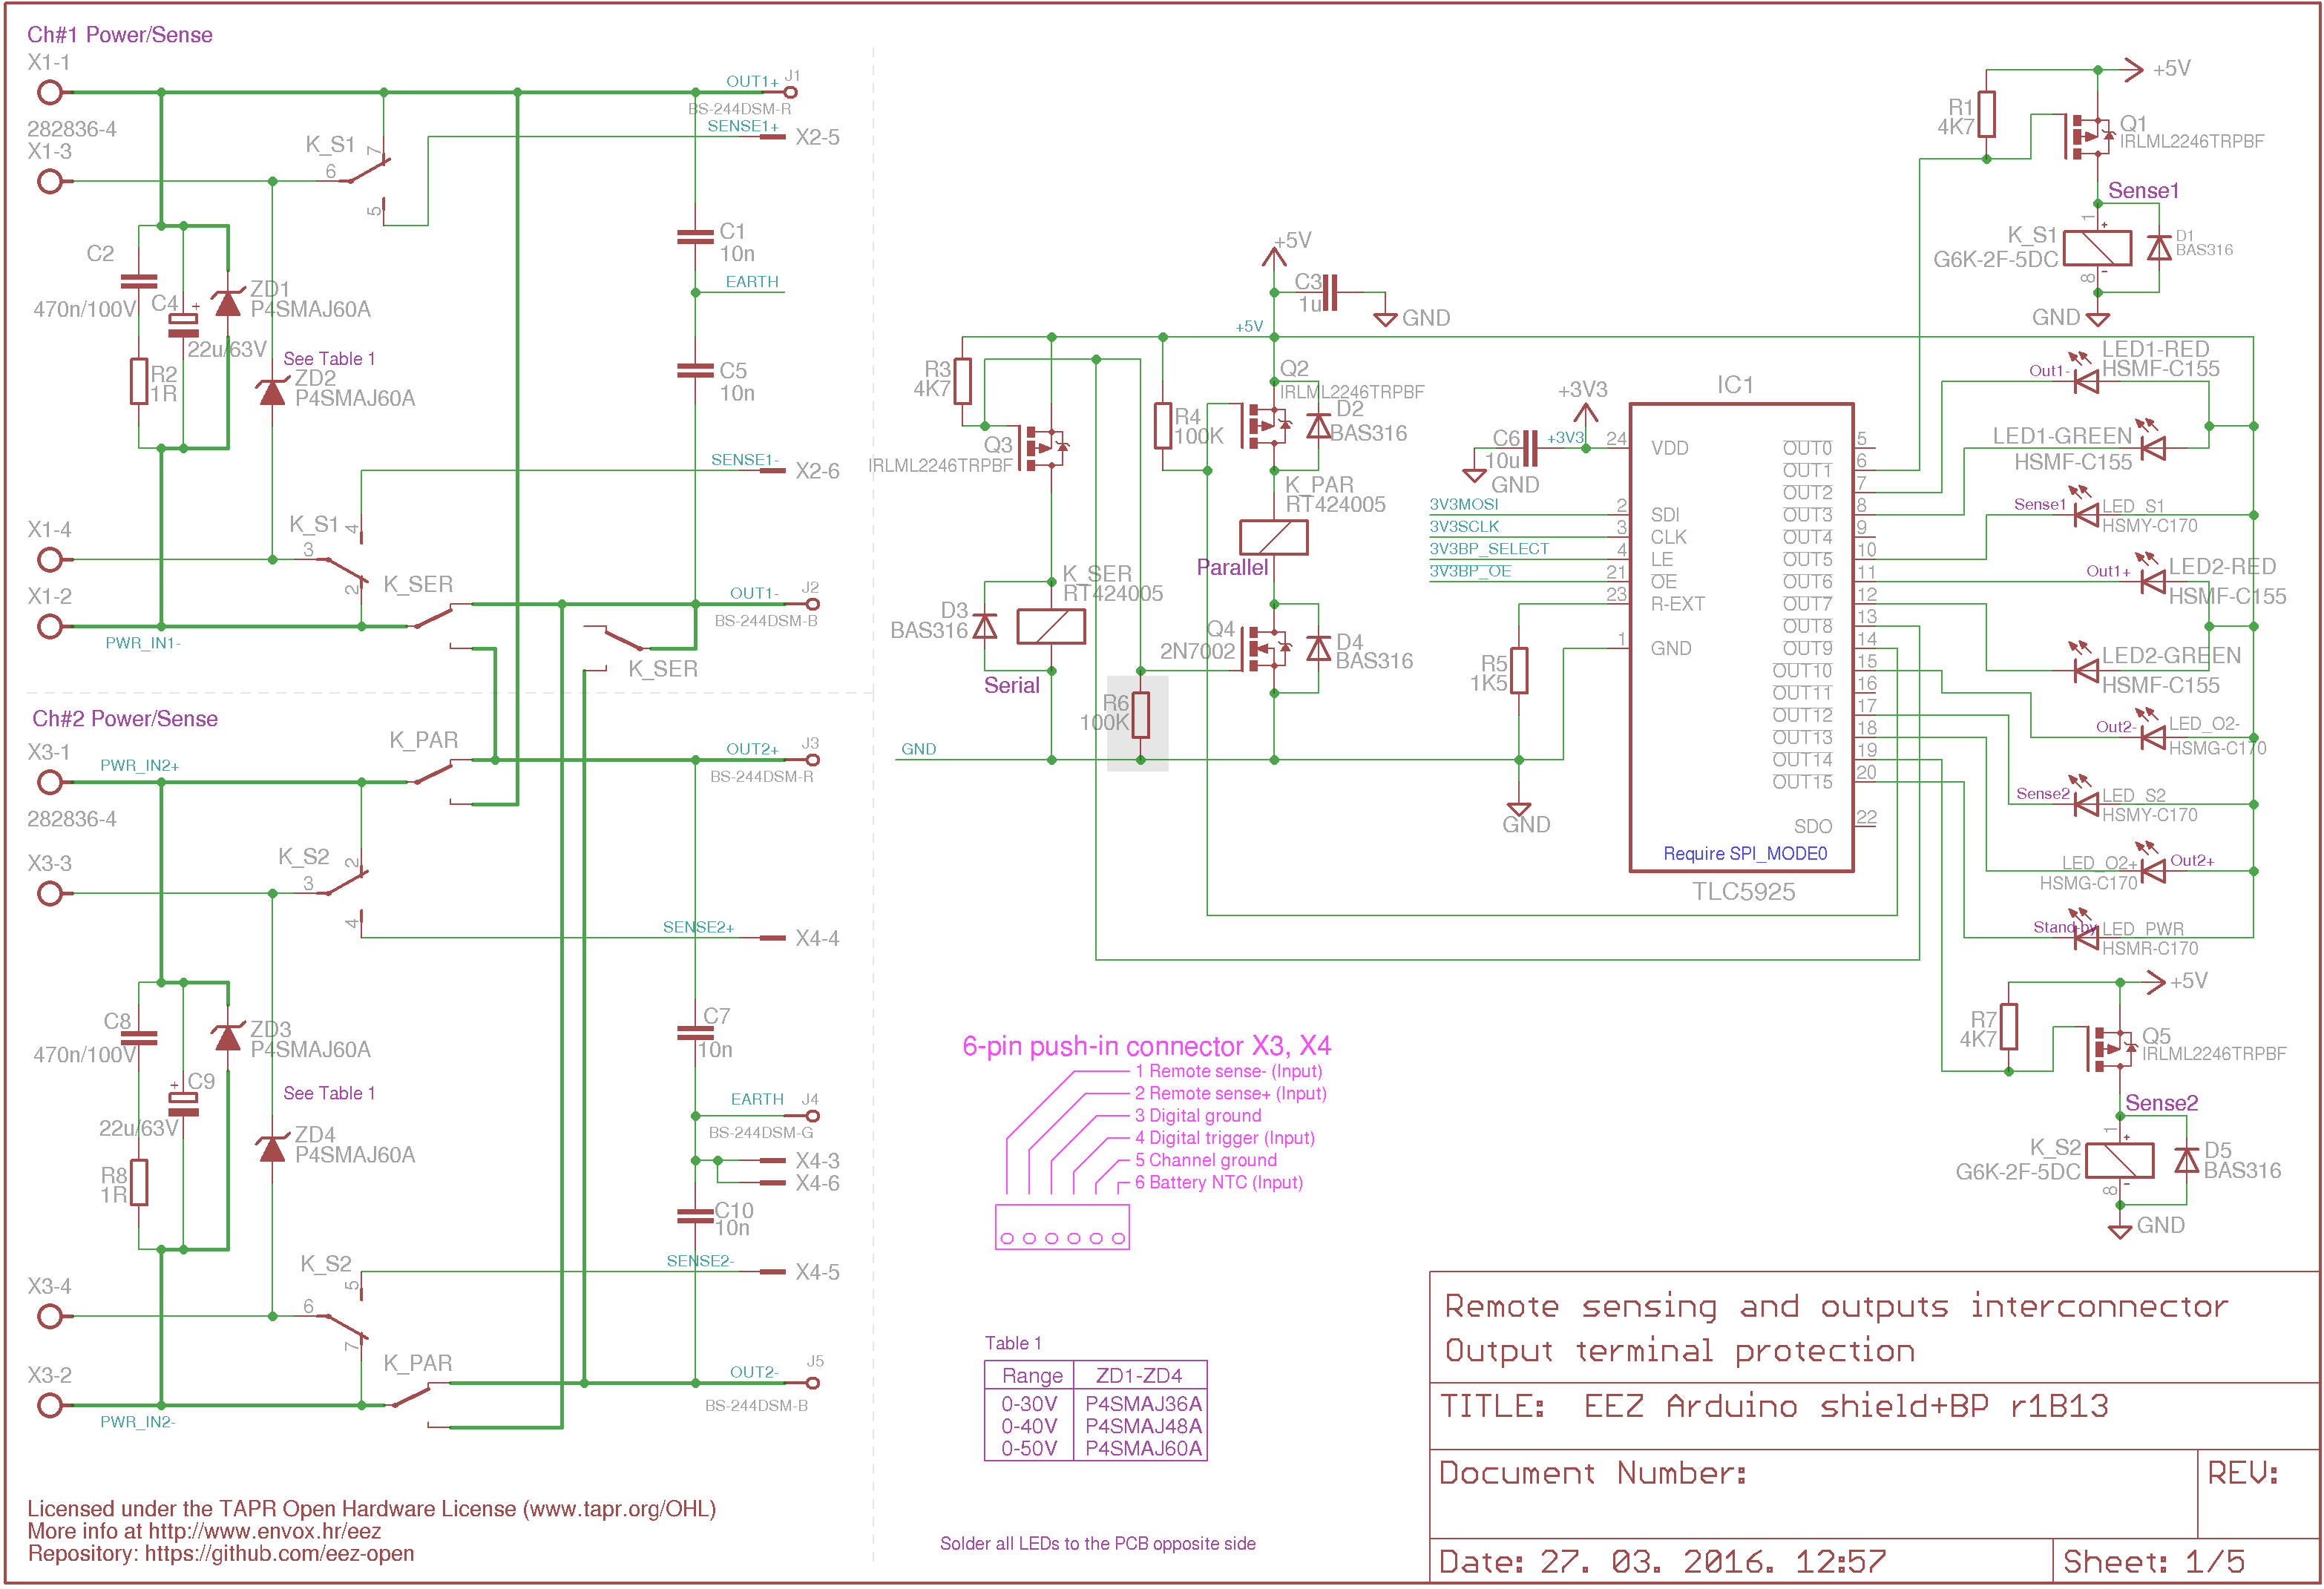 Ch#1 Power/Sense
X1-1
282836-4
X1-3
K_S1
7
6
5
OUT1+
J1
BS-244DSM-R
SENSE1+
X2-5
C2
470n/100V
C4
+
22u/63V
ZD1
P4SMAJ60A
R2
1R
See Table 1
ZD2
P4SMAJ60A
C1
10n
EARTH
C5
10n
SENSE1-
X2-6
X1-4
K_S1
4
3
2
X1-2
PWR_IN1-
K_SER
OUT1-
J2
BS-244DSM-B
K_SER
Ch#2 Power/Sense
X3-1
PWR_IN2+
282836-4
K_PAR
OUT2+
J3
BS-244DSM-R
X3-3
K_S2
2
3
4
SENSE2+
X4-4
C8
470n/100V
ZD3
P4SMAJ60A
C9
+
22u/63V
See Table 1
R8
1R
ZD4
P4SMAJ60A
C7
10n
EARTH
J4
BS-244DSM-G
X4-3
X4-6
C10
10n
SENSE2-
X4-5
X3-4
K_S2
5
6
7
X3-2
PWR_IN2-
K_PAR
OUT2-
J5
BS-244DSM-B
Licensed under the TAPR Open Hardware License (www.tapr.org/OHL)
More info at http://www.envox.hr/eez
Repository: https://github.com/eez-open
+5V
C3
1u
GND
+5V
R3
4K7
Q3
IRLML2246TRPBF
R4
100K
Q2
IRLML2246TRPBF
D2
BAS316
K_PAR
RT424005
Parallel
K_SER
RT424005
D3
BAS316
Serial
Q4
2N7002
D4
BAS316
R6
100K
GND
R5
1K5
GND
+3V3
C6
10u
+3V3
GND
3V3MOSI
3V3SCLK
3V3BP_SELECT
3V3BP_OE
IC1
24
VDD
2
SDI
3
CLK
4
LE
21
OE
23
R-EXT
1
GND
OUT0
5
OUT1
6
OUT2
7
OUT3
8
OUT4
9
OUT5
10
OUT6
11
OUT7
12
OUT8
13
OUT9
14
OUT10
15
OUT11
16
OUT12
17
OUT13
18
OUT14
19
OUT15
20
SDO
22
Require SPI_MODE0
TLC5925
+5V
R1
4K7
Q1
IRLML2246TRPBF
Sense1
1
+
K_S1
G6K-2F-5DC
8
-
D1
BAS316
GND
Out1-
LED1-RED
HSMF-C155
LED1-GREEN
HSMF-C155
Sense1
LED_S1
HSMY-C170
Out1+
LED2-RED
HSMF-C155
LED2-GREEN
HSMF-C155
Out2-
LED_O2-
HSMG-C170
Sense2
LED_S2
HSMY-C170
LED_O2+
HSMG-C170
Out2+
Stand-by
LED_PWR
HSMR-C170
+5V
R7
4K7
Q5
IRLML2246TRPBF
Sense2
1
+
K_S2
G6K-2F-5DC
8
-
D5
BAS316
GND
6-pin push-in connector X3, X4
1 Remote sense- (Input)
2 Remote sense+ (Input)
3 Digital ground
4 Digital trigger (Input)
5 Channel ground
6 Battery NTC (Input)
Table 1
Range ZD1-ZD4
0-30V P4SMAJ36A
0-40V P4SMAJ48A
0-50V P4SMAJ60A
Solder all LEDs to the PCB opposite side
Remote sensing and outputs interconnector
Output terminal protection
TITLE: EEZ Arduino shield+BP r1B13
Document Number:
REV:
Date: 27. 03. 2016. 12:57
Sheet: 1/5